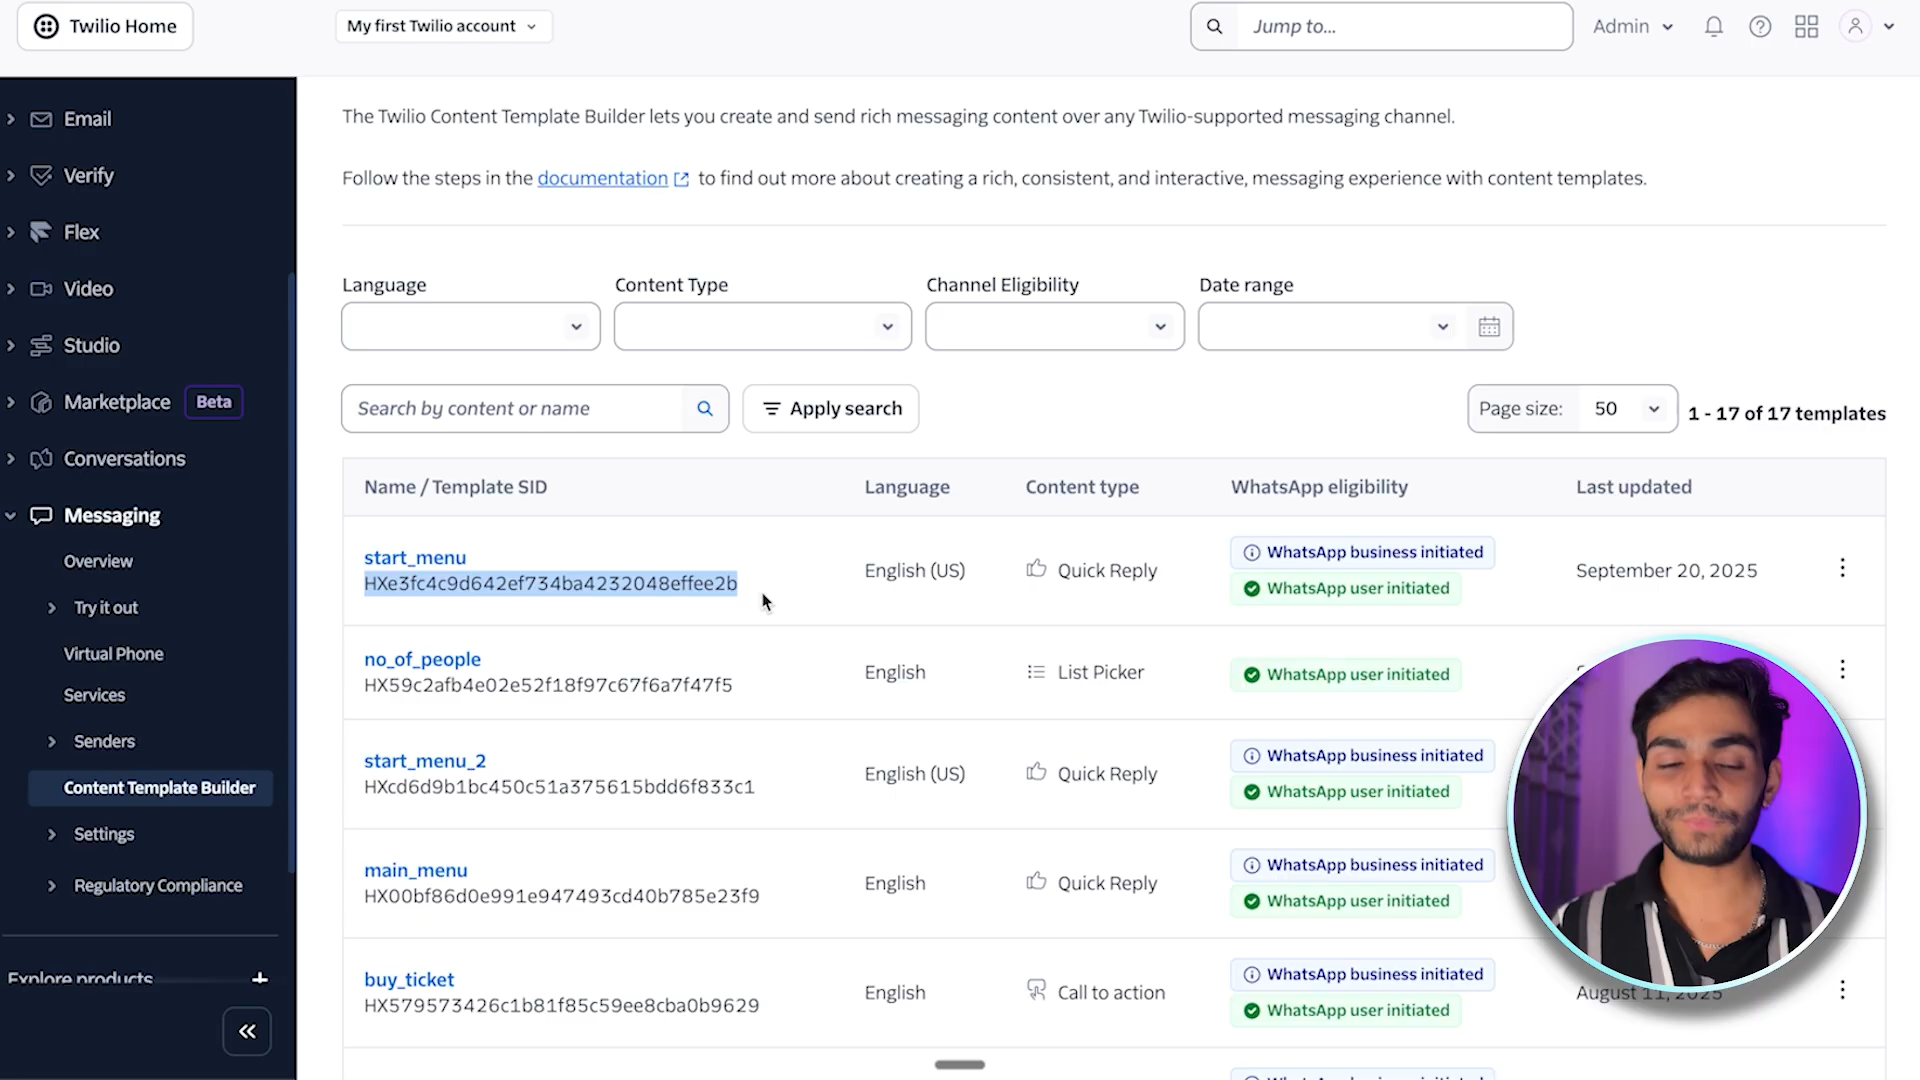 Twilio Home
My first Twilio account
Jump to...
Admin
Email
Verify
Flex
Video
Studio
Marketplace Beta
Conversations
Messaging
Overview
Try it out
Virtual Phone
Services
Senders
Content Template Builder
Settings
Regulatory Compliance
Explore products
The Twilio Content Template Builder lets you create and send rich messaging content over any Twilio-supported messaging channel.
Follow the steps in the documentation to find out more about creating a rich, consistent, and interactive, messaging experience with content templates.
Language Content Type Channel Eligibility Date range
Search by content or name Apply search Page size: 50 1 - 17 of 17 templates
Name / Template SID Language Content type WhatsApp eligibility Last updated
start_menu
HXe3fc4c9d642ef734ba4232048effee2b
English (US) Quick Reply
WhatsApp business initiated
WhatsApp user initiated
September 20, 2025
no_of_people
HX59c2afb4e02e52f18f97c67f6a7f47f5
English List Picker
WhatsApp user initiated
start_menu_2
HXcd6d9b1bc450c51a375615bdd6f833c1
English (US) Quick Reply
WhatsApp business initiated
WhatsApp user initiated
main_menu
HX00bf86d0e991e947493cd40b785e23f9
English Quick Reply
WhatsApp business initiated
WhatsApp user initiated
buy_ticket
HX579573426c1b81f85c59ee8cba0b9629
English Call to action
WhatsApp business initiated
WhatsApp user initiated
August 11, 2025